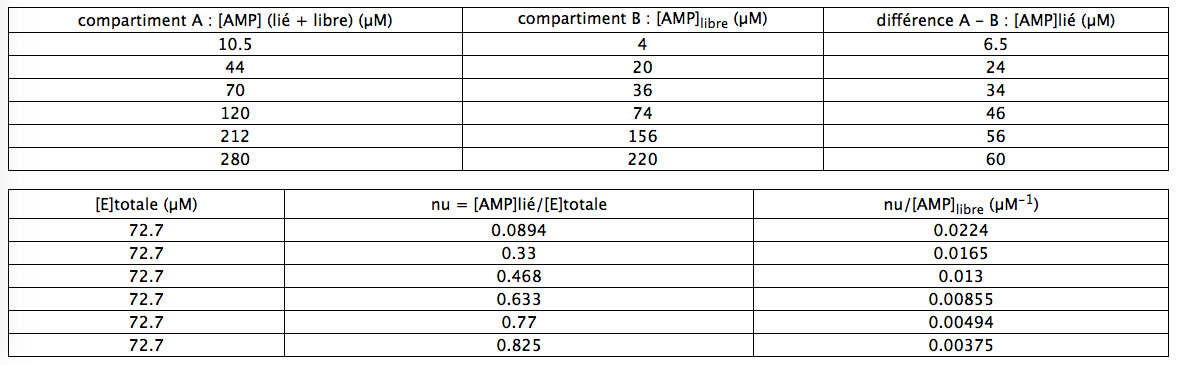 compartiment A : [AMP] (lié + libre) (μM) compartiment B : [AMP]libre (μM) différence A – B : [AMP]lié (μM)
10.5 4 6.5
44 20 24
70 36 34
120 74 46
212 156 56
280 220 60
[E]totale (μM) nu = [AMP]lié/[E]totale nu/[AMP]libre (μM-1)
72.7 0.0894 0.0224
72.7 0.33 0.0165
72.7 0.468 0.013
72.7 0.633 0.00855
72.7 0.77 0.00494
72.7 0.825 0.00375